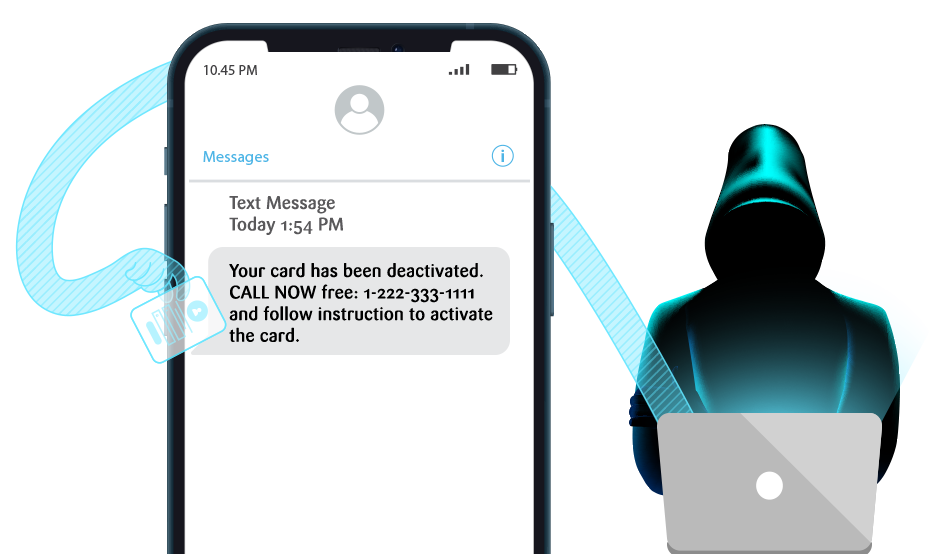 10.45 PM
Messages
Text Message
Today 1:54 PM
Your card has been deactivated.
CALL NOW free: 1-222-333-1111
and follow instruction to activate
the card.